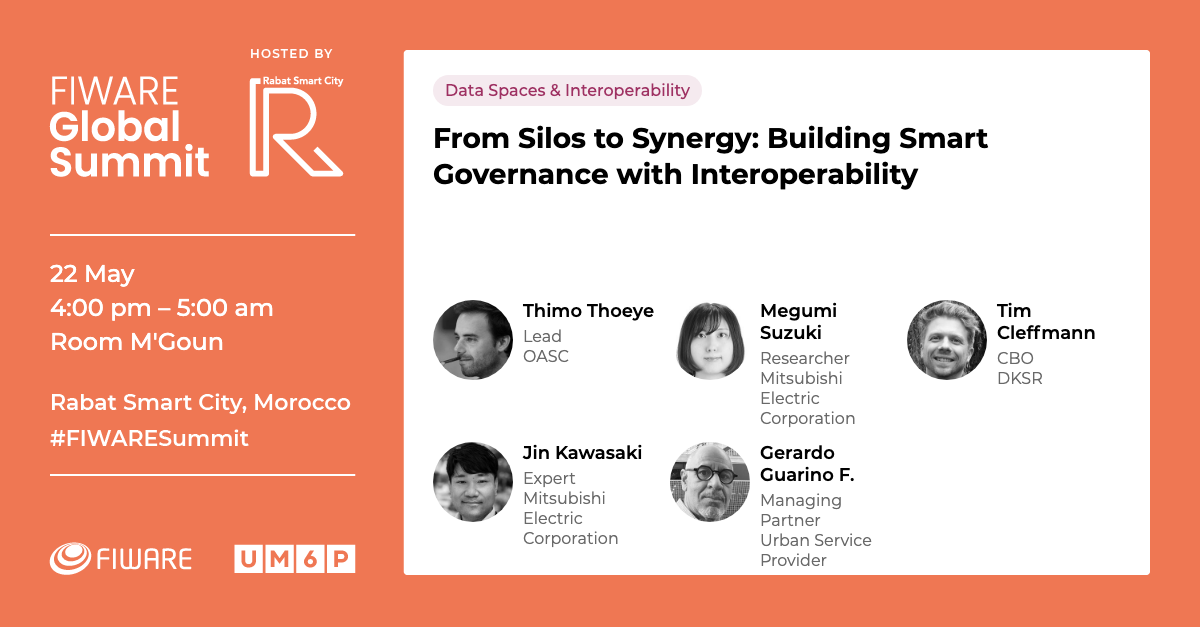 FIWARE
Global
Summit
HOSTED BY
Rabat Smart City
R
22 May
4:00 pm – 5:00 am
Room M'Goun
Rabat Smart City, Morocco
#FIWARESummit
FIWARE
UM6P
Data Spaces & Interoperability
From Silos to Synergy: Building Smart
Governance with Interoperability
Thimo Thoeye
Lead
OASC
Megumi
Suzuki
Researcher
Mitsubishi
Electric
Corporation
Tim
Cleffmann
CBO
DKSR
Jin Kawasaki
Expert
Mitsubishi
Electric
Corporation
Gerardo
Guarino F.
Managing
Partner
Urban Service
Provider